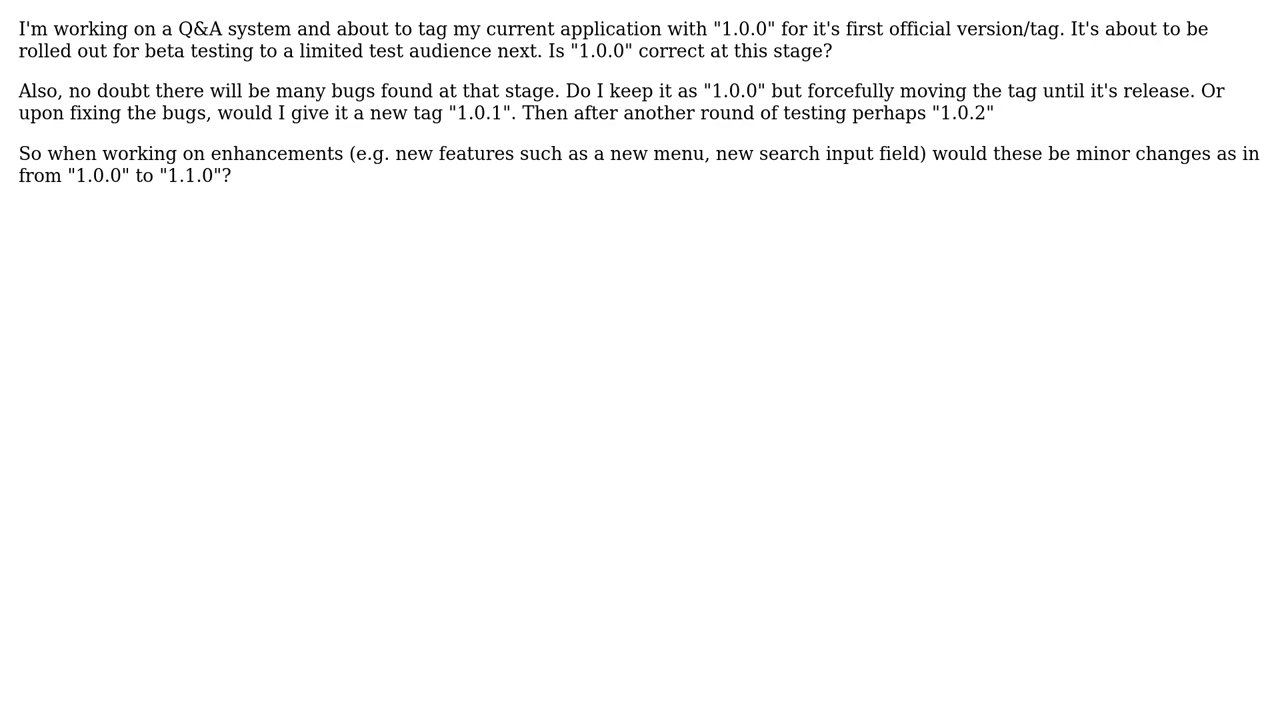 I'm working on a Q&A system and about to tag my current application with "1.0.0" for it's first official version/tag. It's about to be
rolled out for beta testing to a limited test audience next. Is "1.0.0" correct at this stage?
Also, no doubt there will be many bugs found at that stage. Do I keep it as "1.0.0" but forcefully moving the tag until it's release. Or
upon fixing the bugs, would I give it a new tag "1.0.1". Then after another round of testing perhaps "1.0.2"
So when working on enhancements (e.g. new features such as a new menu, new search input field) would these be minor changes as in
from "1.0.0" to "1.1.0"?